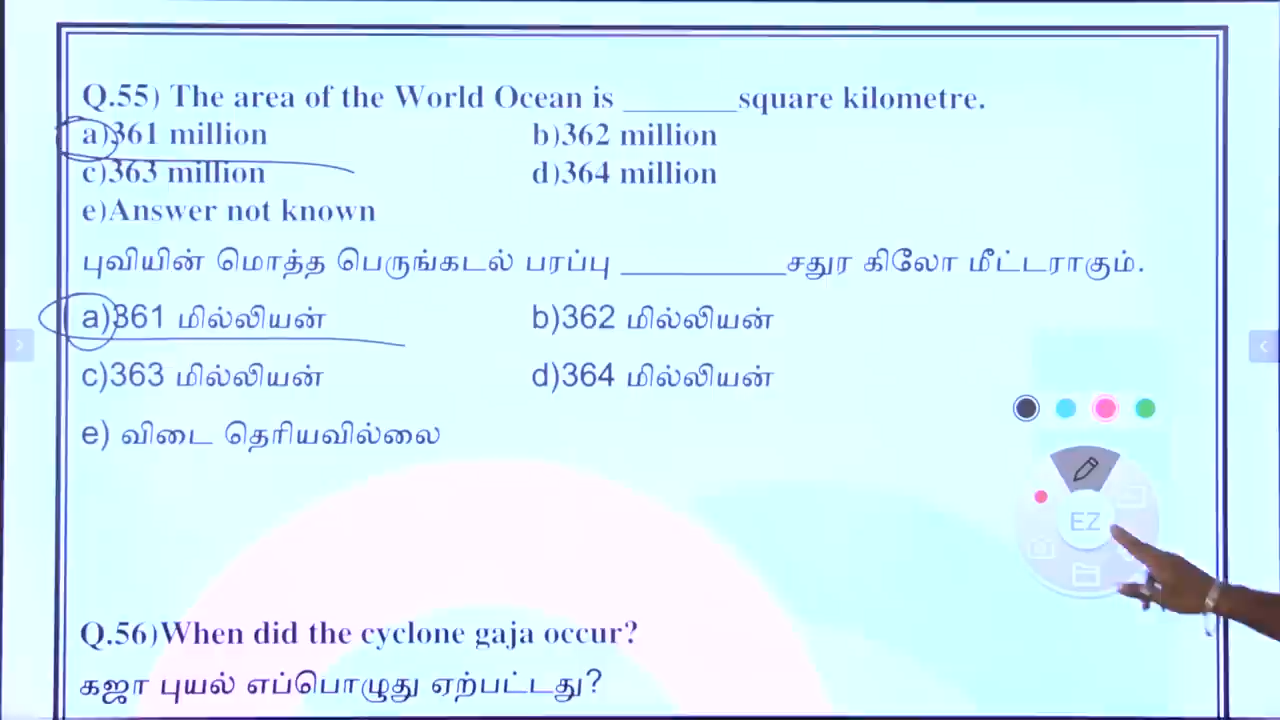 Q.55) The area of the World Ocean is _______square kilometre.
a)361 million b)362 million
c)363 million d)364 million
e)Answer not known
புவியின் மொத்த பெருங்கடல் பரப்பு __________சதுர கிலோ மீட்டராகும்.
a)361 மில்லியன் b)362 மில்லியன்
c)363 மில்லியன் d)364 மில்லியன்
e) விடை தெரியவில்லை
EZ
Q.56)When did the cyclone gaja occur?
கஜா புயல் எப்பொழுது ஏற்பட்டது?